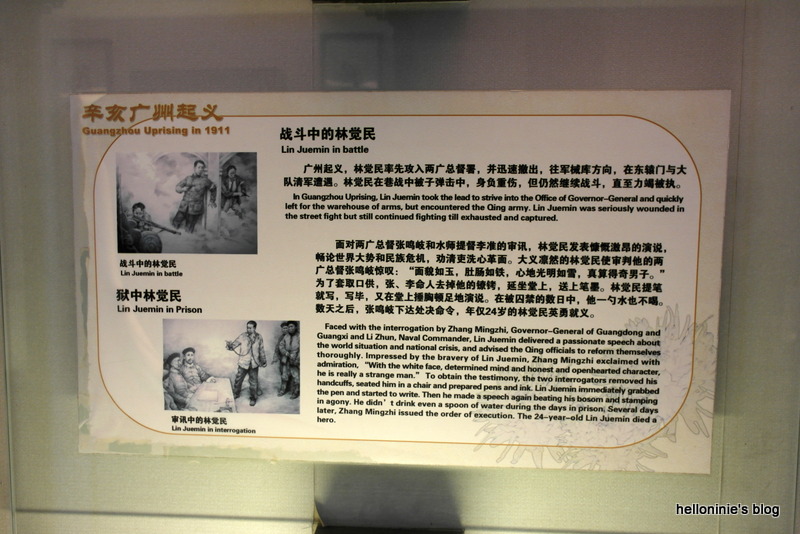 辛亥广州起义
Guangzhou Uprising in 1911
战斗中的林觉民
Lin Juemin in battle
广州起义，林觉民率先攻入两广总督署，并迅速撤出，往军械库方向，在东辕门与大
队清军遭遇。林觉民在巷战中被子弹击中，身负重伤，但仍然继续战斗，直至力竭被执。
In Guangzhou Uprising, Lin Juemin took the lead to strive into the Office of Governor-General and quickly
left for the warehouse of arms, but encountered the Qing army. Lin Juemin was seriously wounded in
the street fight but still continued fighting till exhausted and captured.
战斗中的林觉民
Lin Juemin in battle
狱中林觉民
Lin Juemin in Prison
面对两广总督张鸣岐和水师提督李准的审讯，林觉民发表慷慨激昂的演说，
畅论世界大势和民族危机，劝清吏洗心革面。大义凛然的林觉民使审判他的两
广总督张鸣岐惊叹：“面貌如玉，肚肠如铁，心地光明如雪，真算得奇男子。”
为了套取口供，张、李命人去掉他的镣铐，延坐堂上，送上笔墨。林觉民提笔
就写，写毕，又在堂上捶胸顿足地演说。在被囚禁的数日中，他一勺水也不喝。
数天之后，张鸣岐下达处决命令，年仅24岁的林觉民英勇就义。
Faced with the interrogation by Zhang Mingzhi, Governor-General of Guangdong and
Guangxi and Li Zhun, Naval Commander, Lin Juemin delivered a passionate speech about
the world situation and national crisis, and advised the Qing officials to reform themselves
thoroughly. Impressed by the bravery of Lin Juemin, Zhang Mingzhi exclaimed with
admiration, "With the white face, determined mind and honest and openhearted character,
he is really a strange man." To obtain the testimony, the two interrogators removed his
handcuffs, seated him in a chair and prepared pens and ink. Lin Juemin immediately grabbed
the pen and started to write. Then he made a speech again beating his bosom and stamping
in agony. He didn't drink even a spoon of water during the days in prison. Several days
later, Zhang Mingzhi issued the order of execution. The 24-year-old Lin Juemin died a
hero.
审讯中的林觉民
Lin Juemin in interrogation
helloninie's blog